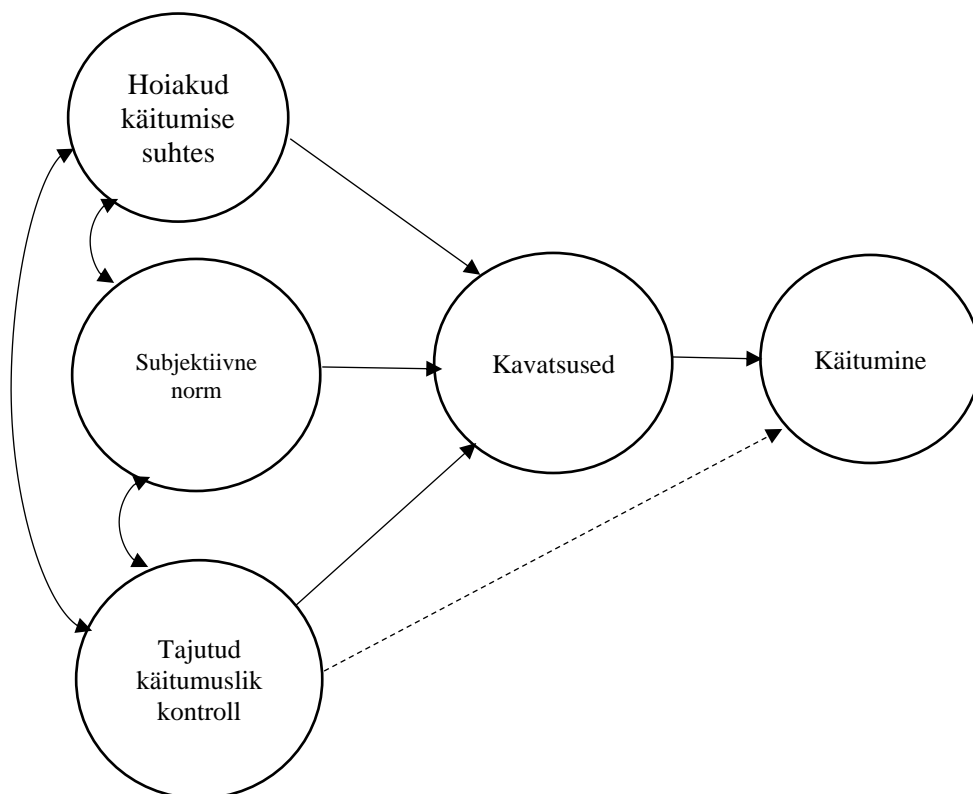 Hoiakud
käitumise
suhtes
Subjektiivne
norm
Kavatsused
Käitumine
Tajutud
käitumuslik
kontroll